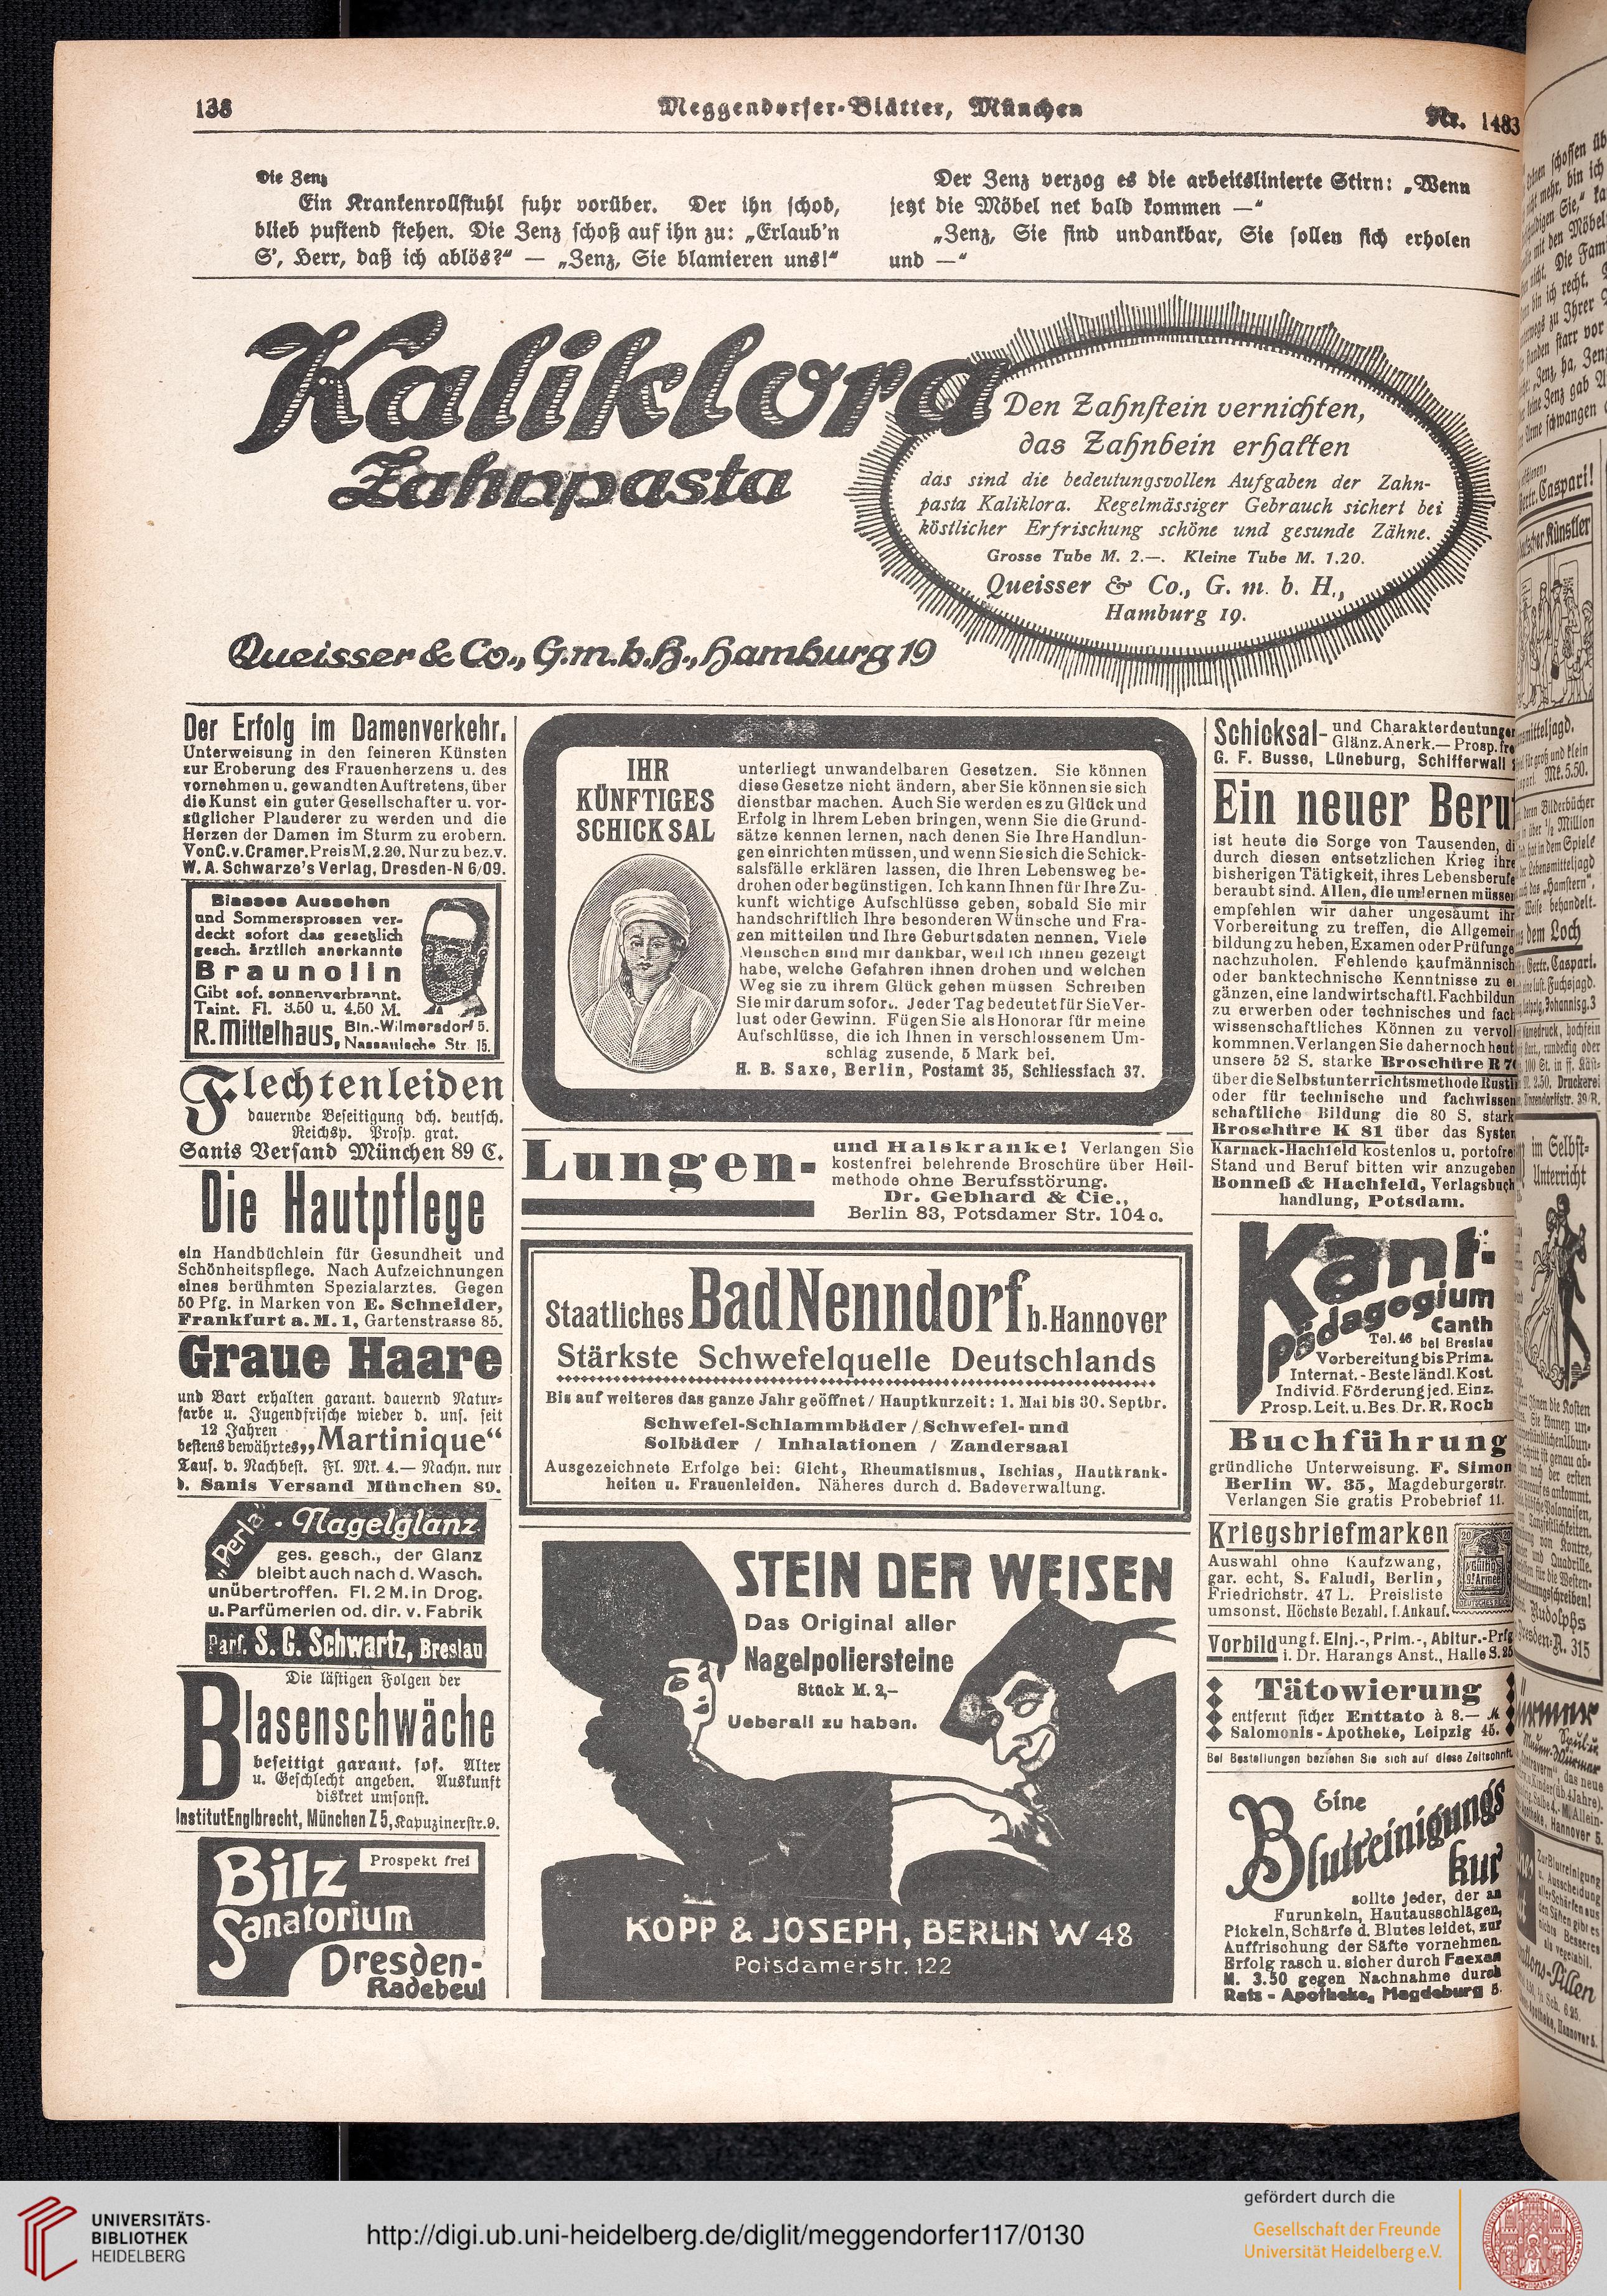 138
Meggendorfer-Blätter, München
Nr. 1483
Die Zenz
Ein Krankenrollstuhl fuhr vorüber. Der ihn schob,
blieb pustend stehen. Die Zenz schoß auf ihn zu: „Erlaub'n
S', Herr, daß ich ablös?“ — „Zenz, Sie blamieren uns!“
Der Zenz verzog es die arbeitslinierte Stirn: „Wenn
jetzt die Möbel net bald kommen —“
„Zenz, Sie sind undankbar, Sie sollen sich erholen
und —“
Kaliklora
Zahnpasta
Den Zahnstein vernichten,
das Zahnbein erhalten
das sind die bedeutungsvollen Aufgaben der Zahn-
pasta Kaliklora. Regelmässiger Gebrauch sichert bei
köstlicher Erfrischung schöne und gesunde Zähne.
Grosse Tube M. 2.—. Kleine Tube M. 1.20.
Queisser & Co., G. m. b. H.,
Hamburg 19.
Queisser & Co., G.m.b.H., Hamburg 19
Der Erfolg im Damenverkehr.
Unterweisung in den feineren Künsten
zur Eroberung des Frauenherzens u. des
vornehmen u. gewandten Auftretens, über
die Kunst ein guter Gesellschafter u. vor-
züglicher Plauderer zu werden und die
Herzen der Damen im Sturm zu erobern.
Von C. v. Cramer. Preis M. 2.20. Nur zu bez. v.
W. A. Schwarze's Verlag, Dresden-N 6/09.
Blasses Aussehen
und Sommersprossen ver-
deckt sofort das gesetzlich
gesch. ärztlich anerkannte
Braunolin
Gibt sof. sonnenverbrannt.
Taint. Fl. 3.50 u. 4.50 M.
R. Mittelhaus, Bln.-Wilmersdorf 5.
Nassauische Str. 15.
Flechtenleiden
dauernde Beseitigung dch. deutsch.
Reichsp. Prosp. grat.
Sanis Versand München 89 C.
Die Hautpflege
ein Handbüchlein für Gesundheit und
Schönheitspflege. Nach Aufzeichnungen
eines berühmten Spezialarztes. Gegen
50 Pfg. in Marken von E. Schneider,
Frankfurt a. M. 1, Gartenstrasse 85.
Graue Haare
und Bart erhalten garant. dauernd Natur-
farbe u. Jugendfrische wieder d. uns. seit
12 Jahren
bestens bewährtes „Martinique“
Taus. v. Nachbest. Fl. Mk. 4.— Nachn. nur
d. Sanis Versand München 89.
„Perla“ · Nagelglanz
ges. gesch., der Glanz
bleibt auch nach d. Wasch.
unübertroffen. Fl. 2 M. in Drog.
u. Parfümerien od. dir. v. Fabrik
Parf. S. G. Schwartz, Breslau
Die lästigen Folgen der
Blasenschwäche
beseitigt garant. sof. Alter
u. Geschlecht angeben. Auskunft
diskret umsonst.
Institut Englbrecht, München Z 5, Kapuzinerstr. 9.
Bilz
Prospekt frei
Sanatorium
Dresden-
Radebeul
IHR
KÜNFTIGES
SCHICKSAL
unterliegt unwandelbaren Gesetzen. Sie können
diese Gesetze nicht ändern, aber Sie können sie sich
dienstbar machen. Auch Sie werden es zu Glück und
Erfolg in Ihrem Leben bringen, wenn Sie die Grund-
sätze kennen lernen, nach denen Sie Ihre Handlun-
gen einrichten müssen, und wenn Sie sich die Schick-
salsfälle erklären lassen, die Ihren Lebensweg be-
drohen oder begünstigen. Ich kann Ihnen für Ihre Zu-
kunft wichtige Aufschlüsse geben, sobald Sie mir
handschriftlich Ihre besonderen Wünsche und Fra-
gen mitteilen und Ihre Geburtsdaten nennen. Viele
Menschen sind mir dankbar, weil ich ihnen gezeigt
habe, welche Gefahren ihnen drohen und welchen
Weg sie zu ihrem Glück gehen müssen Schreiben
Sie mir darum sofort. Jeder Tag bedeutet für Sie Ver-
lust oder Gewinn. Fügen Sie als Honorar für meine
Aufschlüsse, die ich Ihnen in verschlossenem Um-
schlag zusende, 5 Mark bei.
H. B. Saxe, Berlin, Postamt 35, Schliessfach 37.
Lungen-
und Halskranke! Verlangen Sie
kostenfrei belehrende Broschüre über Heil-
methode ohne Berufsstörung.
Dr. Gebhard & Cie.,
Berlin 83, Potsdamer Str. 104 c.
Staatliches Bad Nenndorf b. Hannover
Stärkste Schwefelquelle Deutschlands
Bis auf weiteres das ganze Jahr geöffnet / Hauptkurzeit: 1. Mai bis 30. Septbr.
Schwefel-Schlammbäder / Schwefel- und
Solbäder / Inhalationen / Zandersaal
Ausgezeichnete Erfolge bei: Gicht, Rheumatismus, Ischias, Hautkrank-
heiten u. Frauenleiden. Näheres durch d. Badeverwaltung.
STEIN DER WEISEN
Das Original aller
Nagelpoliersteine
Stück M. 2,–
Ueberall zu haben.
KOPP & JOSEPH, BERLIN W 48
Potsdamerstr. 122
Schicksal- und Charakterdeutungen
Glänz. Anerk.— Prosp. fre
G. F. Busse, Lüneburg, Schifferwall
Ein neuer Beru
ist heute die Sorge von Tausenden, di
durch diesen entsetzlichen Krieg ihre
bisherigen Tätigkeit, ihres Lebensberufe
beraubt sind. Allen, die umlernen müssen
empfehlen wir daher ungesäumt ihr
Vorbereitung zu treffen, die Allgemein
bildung zu heben, Examen oder Prüfunge
nachzuholen. Fehlende kaufmännisch
oder banktechnische Kenntnisse zu er
gänzen, eine landwirtschaftl. Fachbildun
zu erwerben oder technisches und fach
wissenschaftliches Können zu vervoll
kommnen. Verlangen Sie daher noch heut
unsere 52 S. starke Broschüre R 7
über die Selbstunterrichtsmethode Rusti
oder für technische und fachwissen
schaftliche Bildung die 80 S. stark
Broschüre K 81 über das System
Karnack-Hachfeld kostenlos u. portofrei
Stand und Beruf bitten wir anzugeben
Bonneß & Hachfeld, Verlagsbuch
handlung, Potsdam.
Kant-
pädagogium
Canth
Tel. 46 bei Breslau
Vorbereitung bis Prima.
Internat. - Beste ländl. Kost.
Individ. Förderung jed. Einz.
Prosp. Leit. u. Bes. Dr. R. Roch
Buchführung
gründliche Unterweisung. F. Simon
Berlin W. 35, Magdeburgerstr.
Verlangen Sie gratis Probebrief 11.
Kriegsbriefmarken
Auswahl ohne Kaufzwang,
gar. echt, S. Faludi, Berlin,
Friedrichstr. 47 L. Preisliste
umsonst. Höchste Bezahl. f. Ankauf.
Gültig
9. Armee
Vorbildung f. Einj.-, Prim.-, Abitur.-Prfg
i. Dr. Harangs Anst., Halle S. 25
Tätowierung
entfernt sicher Enttato à 8.— M
Salomonis-Apotheke, Leipzig 45.
Bei Bestellungen beziehen Sie sich auf diese Zeitschrift
Eine
Blutreinigungs
kur
sollte jeder, der an
Furunkeln, Hautausschlägen,
Pickeln, Schärfe d. Blutes leidet, zur
Auffrischung der Säfte vornehmen.
Erfolg rasch u. sicher durch Faexan
M. 3.50 gegen Nachnahme durch
Rats-Apotheke, Magdeburg 5.
UNIVERSITÄTS-
BIBLIOTHEK
HEIDELBERG
http://digi.ub.uni-heidelberg.de/diglit/meggendorfer117/0130
gefördert durch die
Gesellschaft der Freunde
Universität Heidelberg e.V.